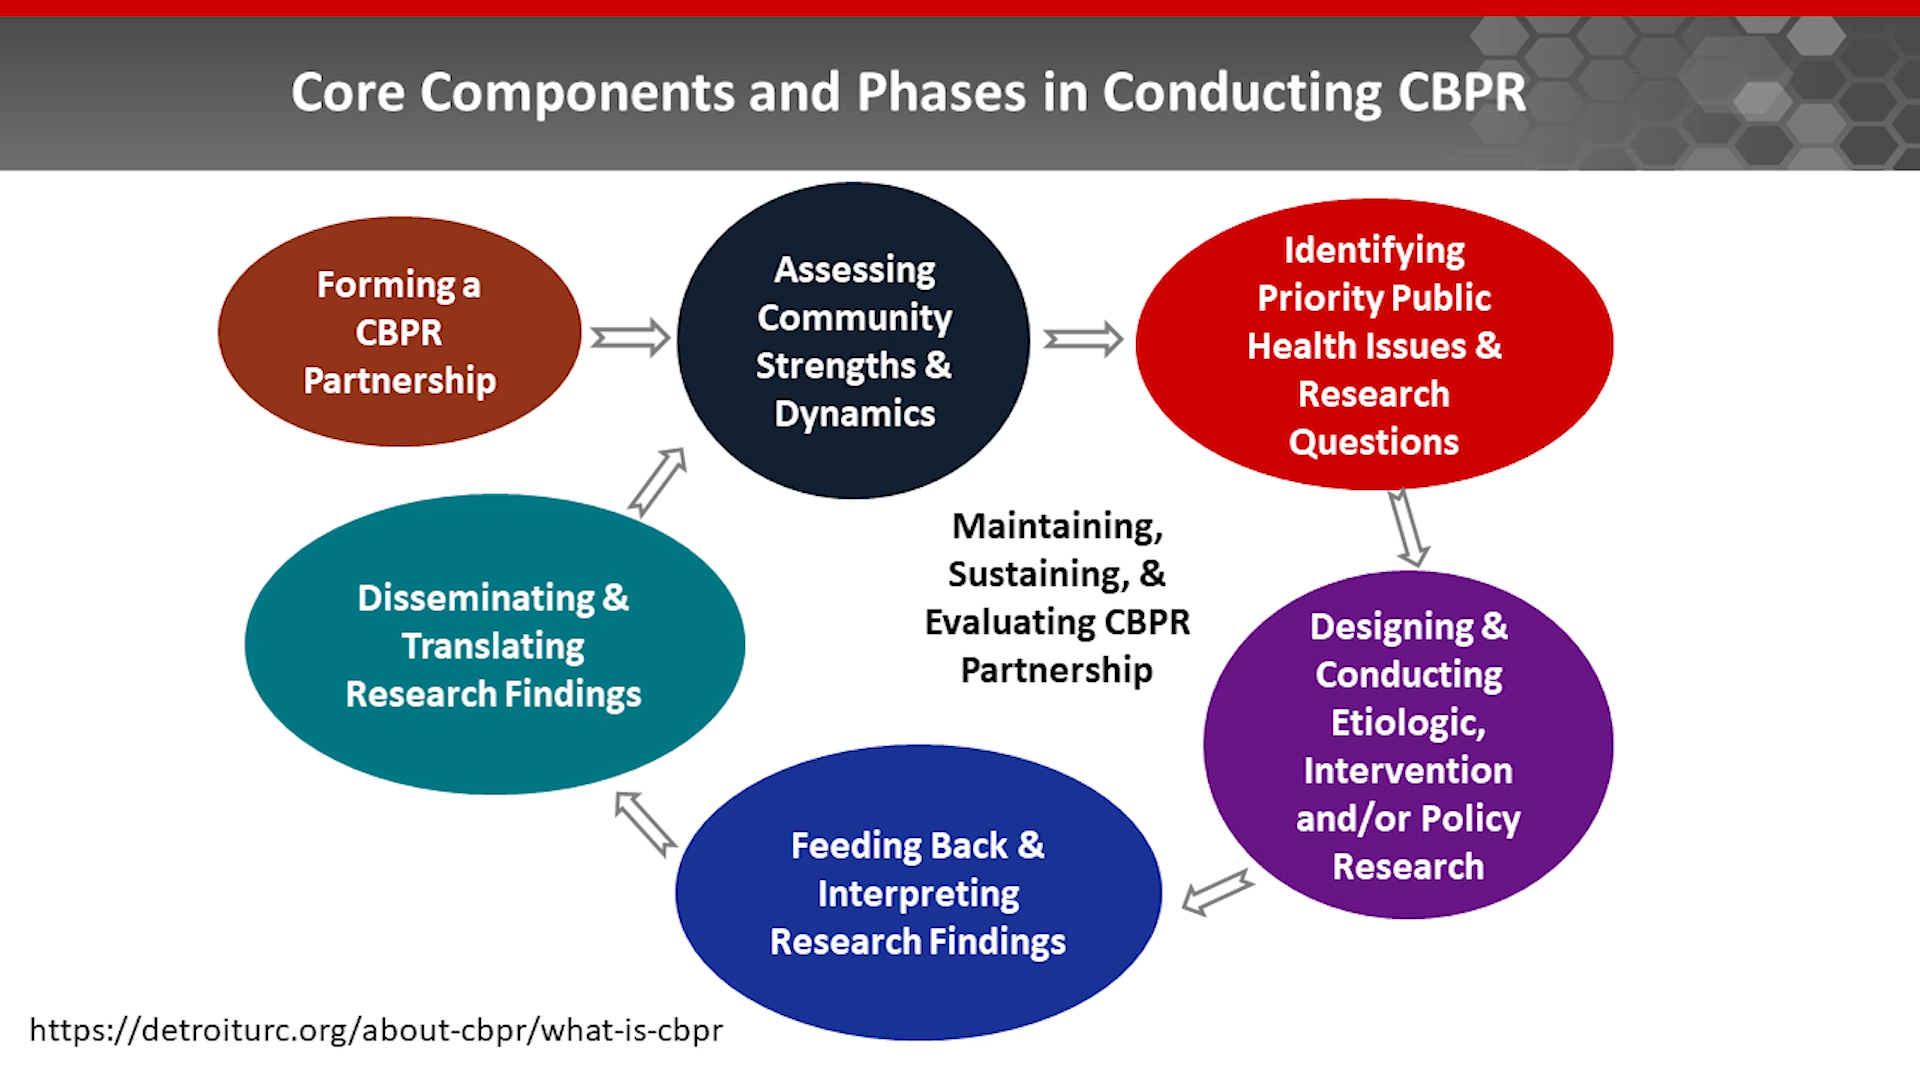 Core Components and Phases in Conducting CBPR
Forming a
CBPR
Partnership
Assessing
Community
Strengths &
Dynamics
Identifying
Priority Public
Health Issues &
Research
Questions
Designing &
Conducting
Etiologic,
Intervention
and/or Policy
Research
Feeding Back &
Interpreting
Research Findings
Disseminating &
Translating
Research Findings
Maintaining,
Sustaining, &
Evaluating CBPR
Partnership
https://detroiturc.org/about-cbpr/what-is-cbpr